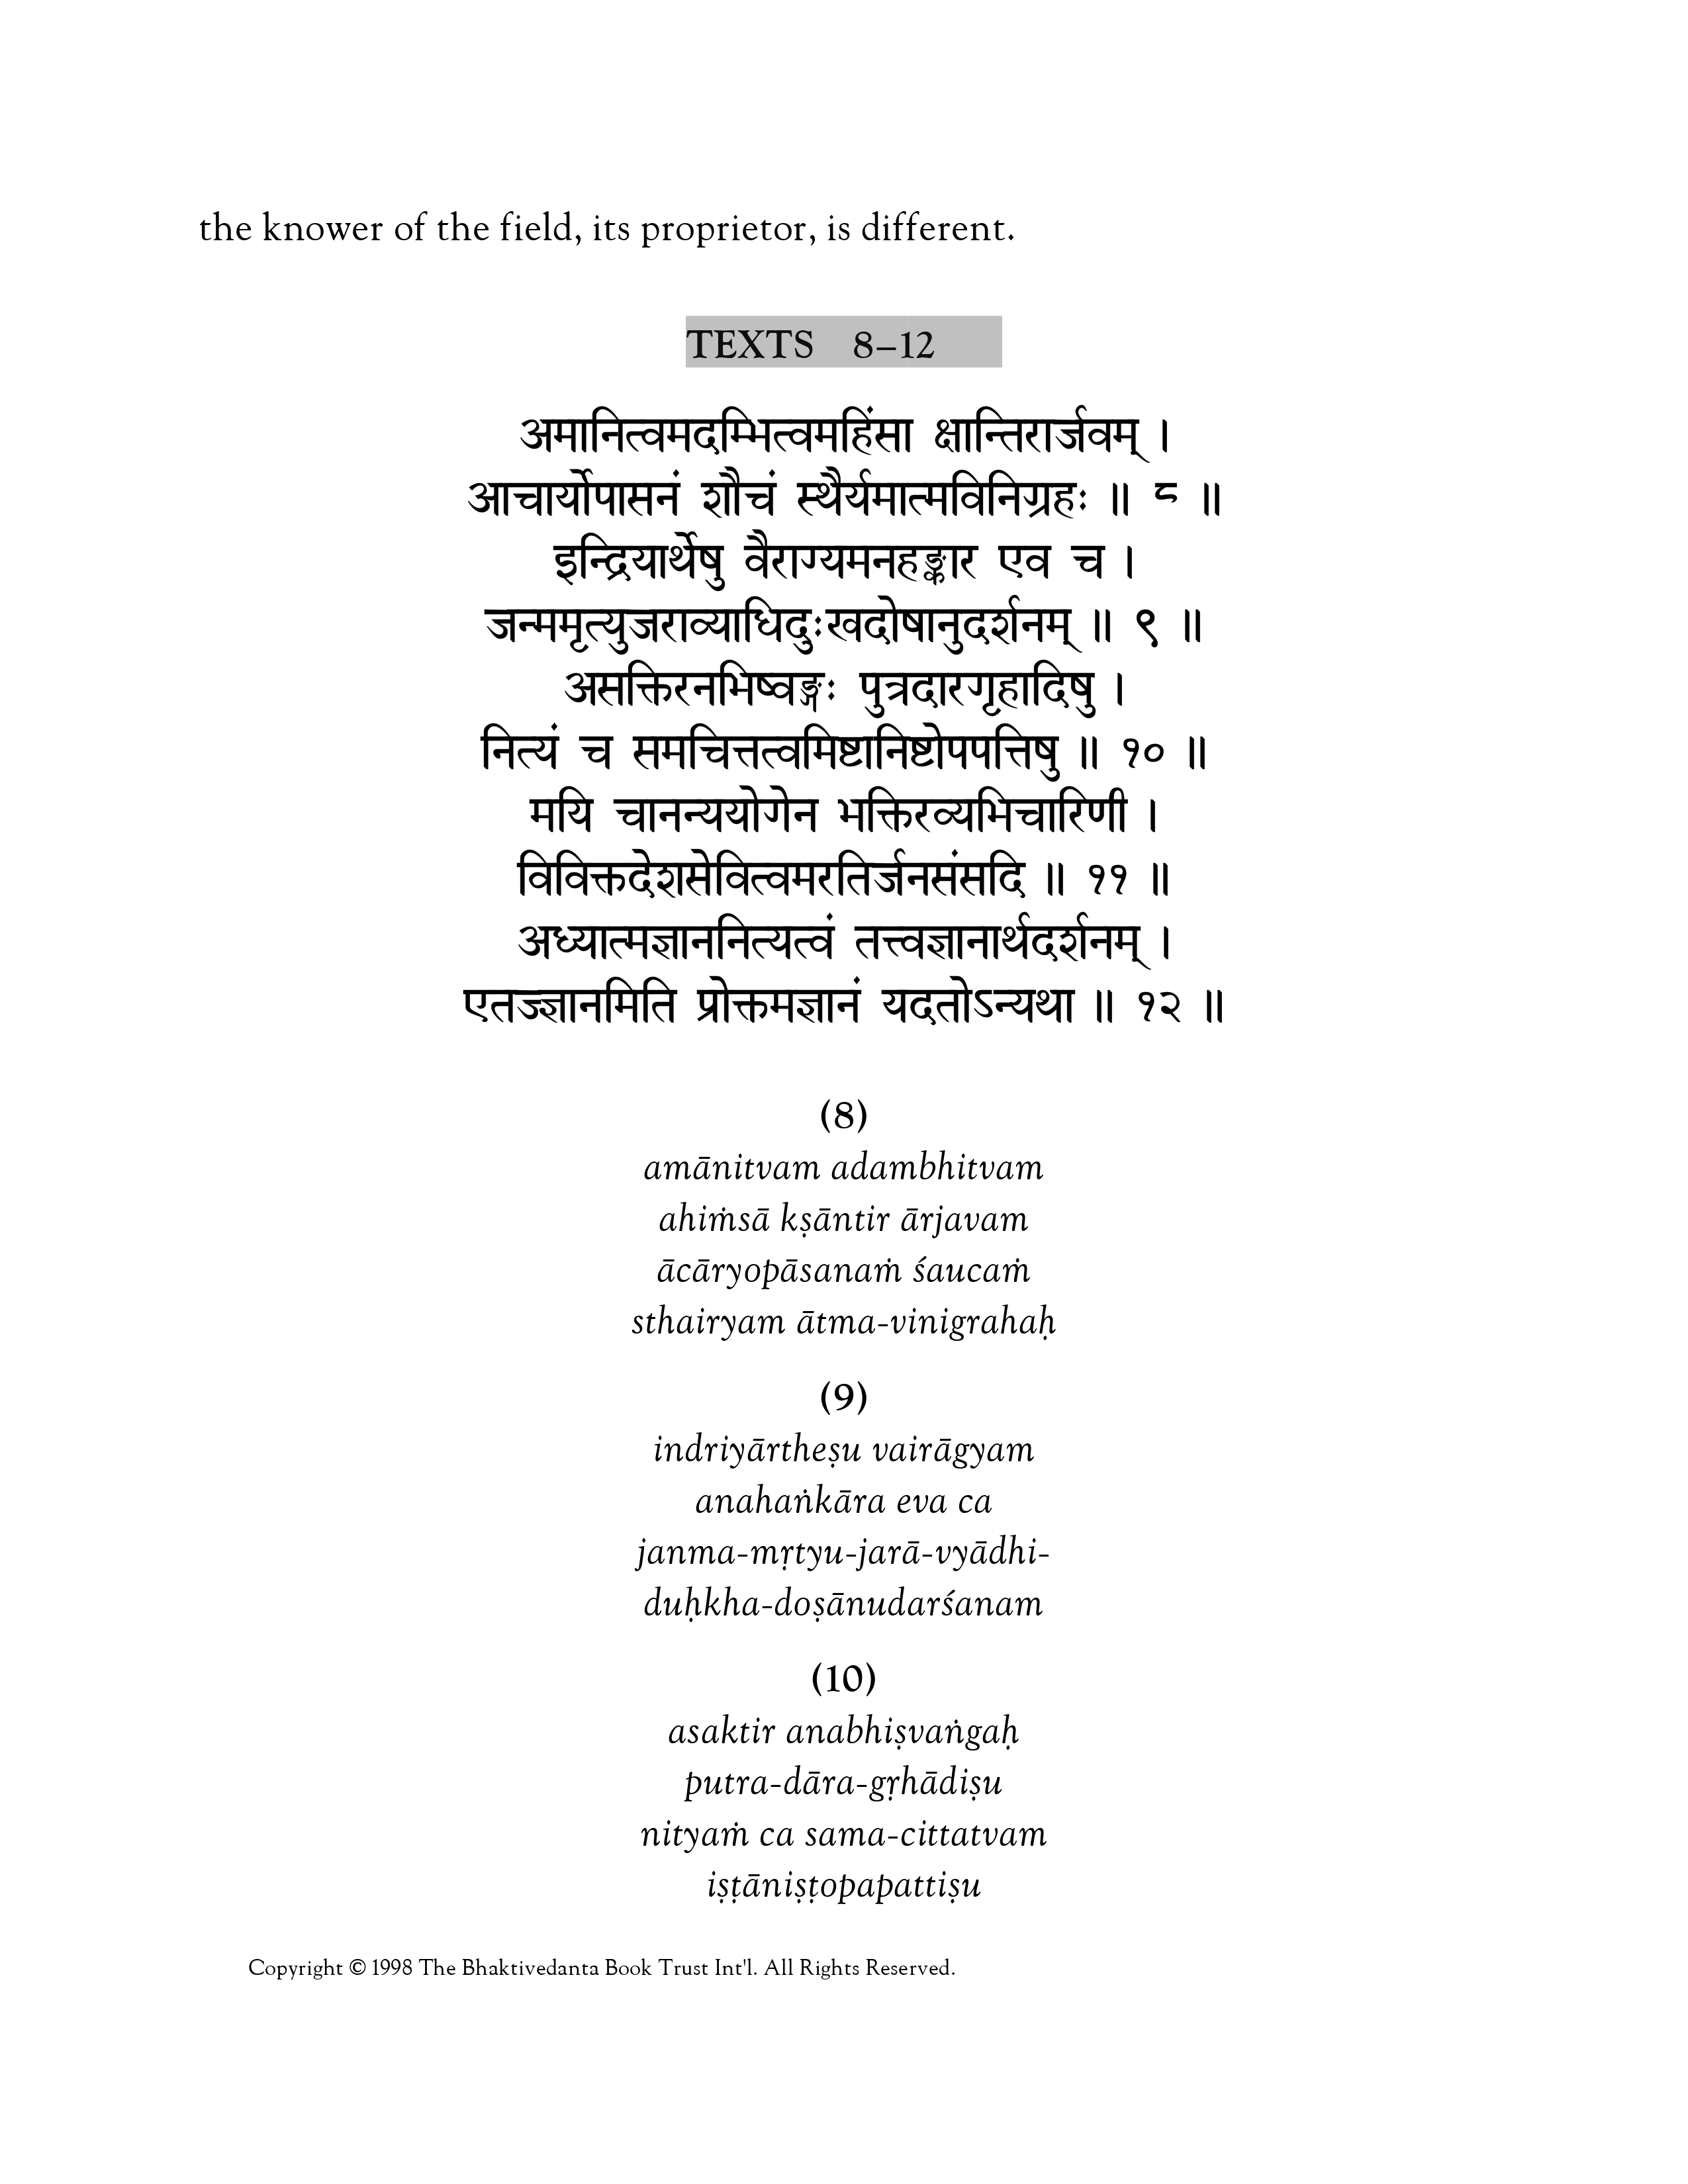 the knower of the field, its proprietor, is different.
TEXTS 8–12
अमानित्वमदम्भित्वमहिंसा क्षान्तिरार्जवम् ।
आचार्योपासनं शौचं स्थैर्यमात्मविनिग्रहः ॥ ८ ॥
इन्द्रियार्थेषु वैराग्यमनहङ्कार एव च ।
जन्ममृत्युजराव्याधिदुःखदोषानुदर्शनम् ॥ ९ ॥
असक्तिरनभिष्वङ्गः पुत्रदारगृहादिषु ।
नित्यं च समचित्तत्वमिष्टानिष्टोपपत्तिषु ॥ १० ॥
मयि चानन्ययोगेन भक्तिरव्यभिचारिणी ।
विविक्तदेशसेवित्वमरतिर्जनसंसदि ॥ ११ ॥
अध्यात्मज्ञाननित्यत्वं तत्त्वज्ञानार्थदर्शनम् ।
एतज्ज्ञानमिति प्रोक्तमज्ञानं यदतोऽन्यथा ॥ १२ ॥
(8)
amānitvam adambhitvam
ahiṁsā kṣāntir ārjavam
ācāryopāsanaṁ śaucaṁ
sthairyam ātma-vinigrahaḥ
(9)
indriyārtheṣu vairāgyam
anahaṅkāra eva ca
janma-mṛtyu-jarā-vyādhi-
duḥkha-doṣānudarśanam
(10)
asaktir anabhiṣvaṅgaḥ
putra-dāra-gṛhādiṣu
nityaṁ ca sama-cittatvam
iṣṭāniṣṭopapattiṣu
Copyright © 1998 The Bhaktivedanta Book Trust Int'l. All Rights Reserved.